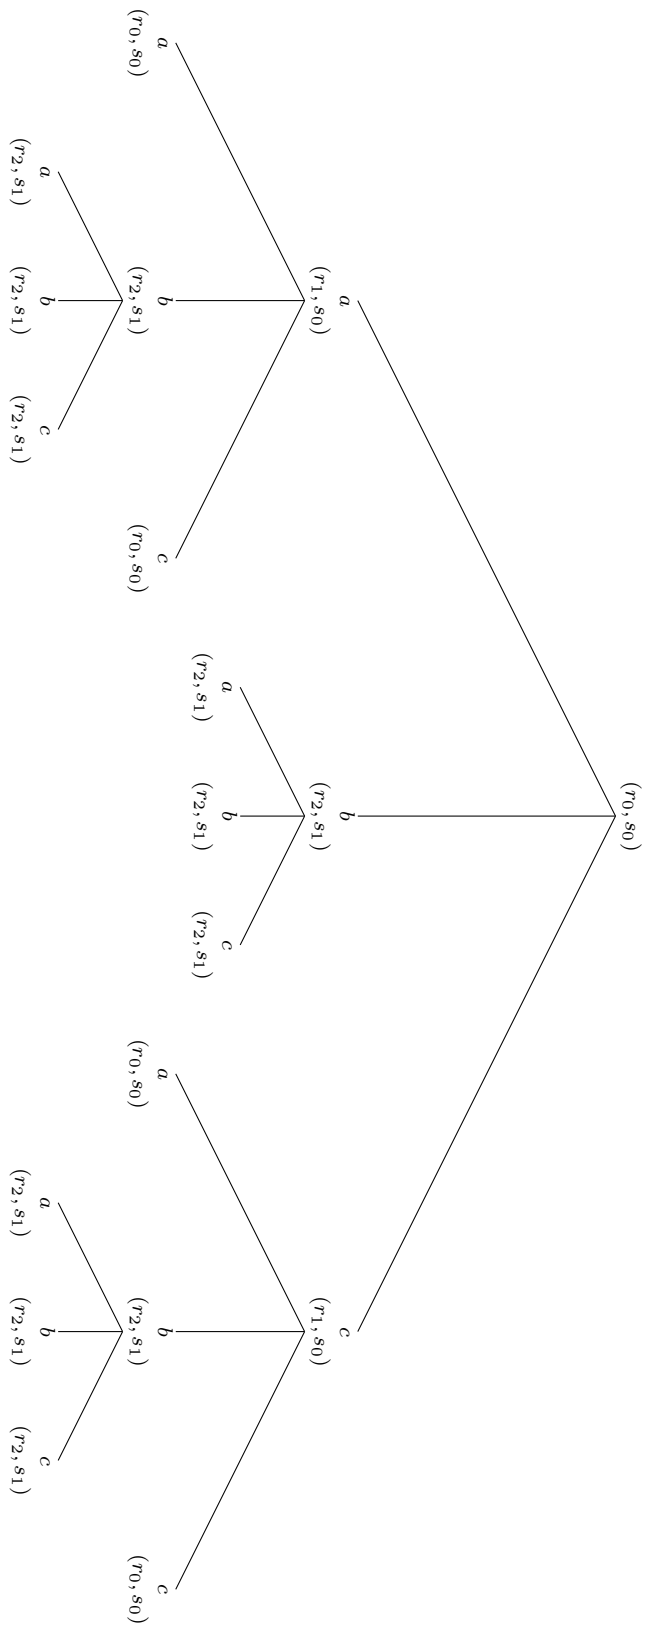 (r₀, s₀)
a
(r₁, s₀)
b
(r₂, s₁)
c
(r₁, s₀)
a
(r₀, s₀)
b
(r₂, s₁)
c
(r₀, s₀)
a
(r₂, s₁)
b
(r₂, s₁)
c
(r₂, s₁)
a
(r₀, s₀)
b
(r₂, s₁)
c
(r₀, s₀)
a
(r₂, s₁)
b
(r₂, s₁)
c
(r₂, s₁)
a
(r₂, s₁)
b
(r₂, s₁)
c
(r₂, s₁)